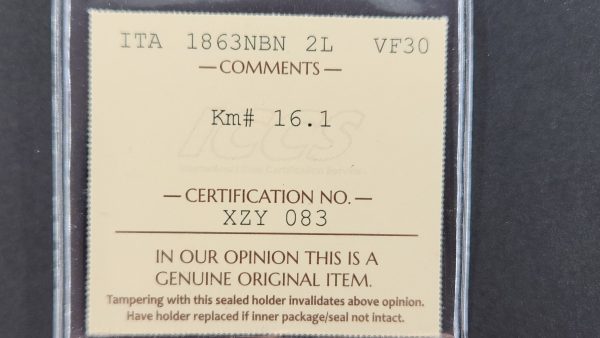 ITA 1863NBN 2L VF30
— COMMENTS —
Km# 16.1
ICCS
— CERTIFICATION NO. —
XZY 083
IN OUR OPINION THIS IS A
GENUINE ORIGINAL ITEM.
Tampering with this sealed holder invalidates above opinion.
Have holder replaced if inner package/seal not intact.